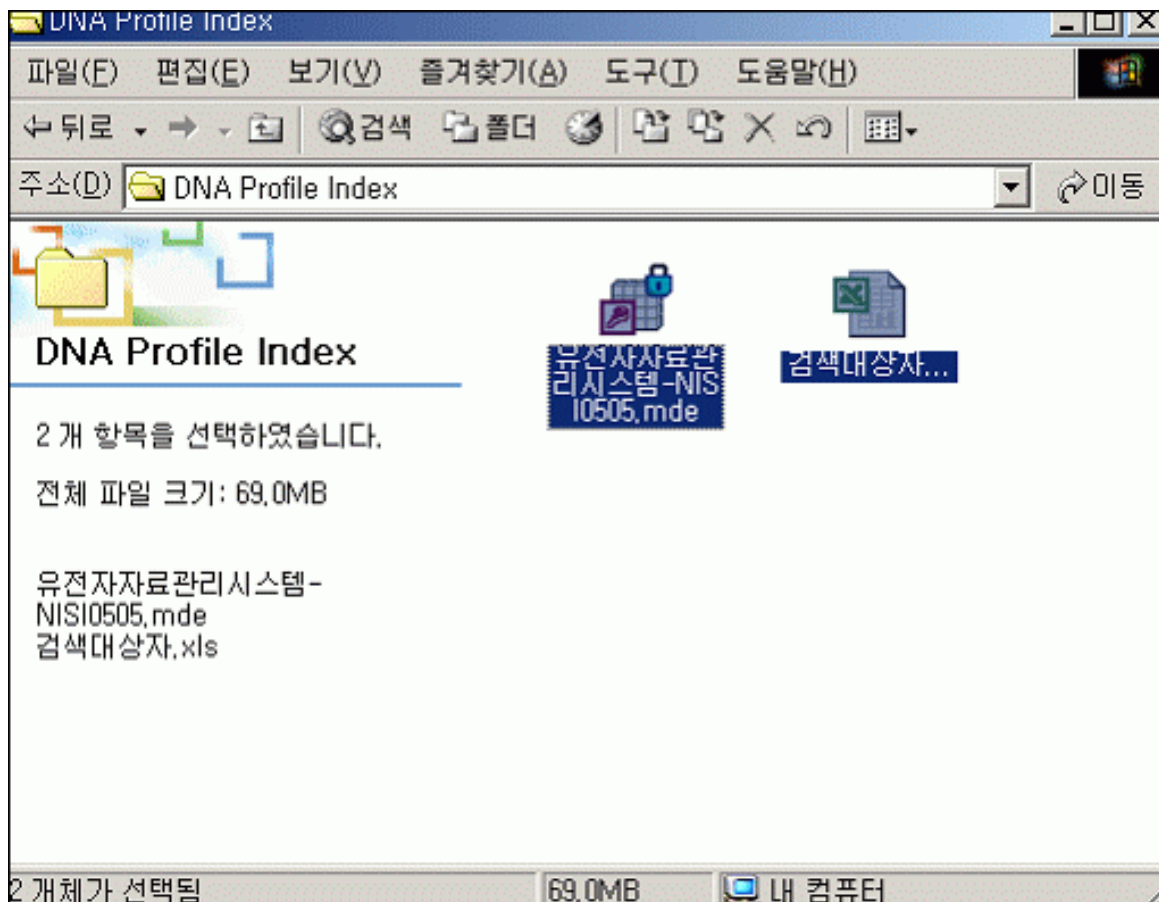 DNA Profile Index
파일(F) 편집(E) 보기(V) 즐겨찾기(A) 도구(T) 도움말(H)
뒤로 검색 폴더
주소(D) DNA Profile Index 이동
유전자자료관
리시스템-NIS
I0505.mde
검색대상자...
DNA Profile Index
2 개 항목을 선택하였습니다.
전체 파일 크기: 69.0MB
유전자자료관리시스템-
NISI0505.mde
검색대상자.xls
2 개체가 선택됨 69.0MB 내 컴퓨터